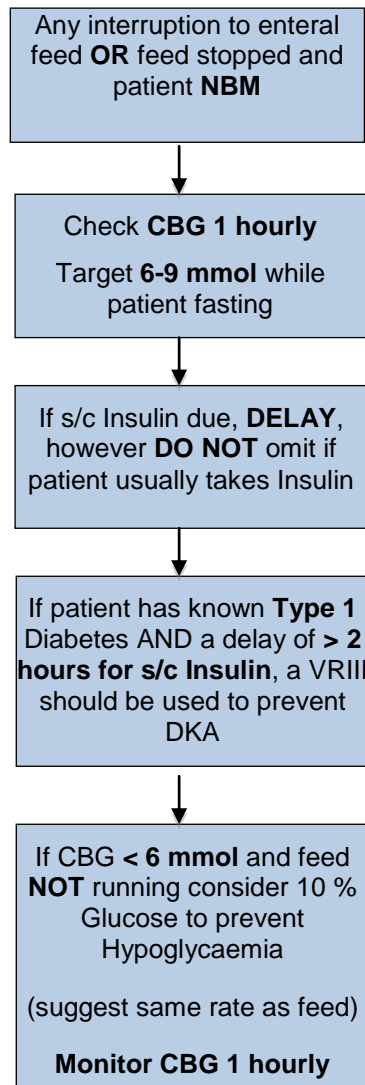 Any interruption to enteral
feed OR feed stopped and
patient NBM
Check CBG 1 hourly
Target 6-9 mmol while
patient fasting
If s/c Insulin due, DELAY,
however DO NOT omit if
patient usually takes Insulin
If patient has known Type 1
Diabetes AND a delay of > 2
hours for s/c Insulin, a VRIII
should be used to prevent
DKA
If CBG < 6 mmol and feed
NOT running consider 10 %
Glucose to prevent
Hypoglycaemia
(suggest same rate as feed)
Monitor CBG 1 hourly